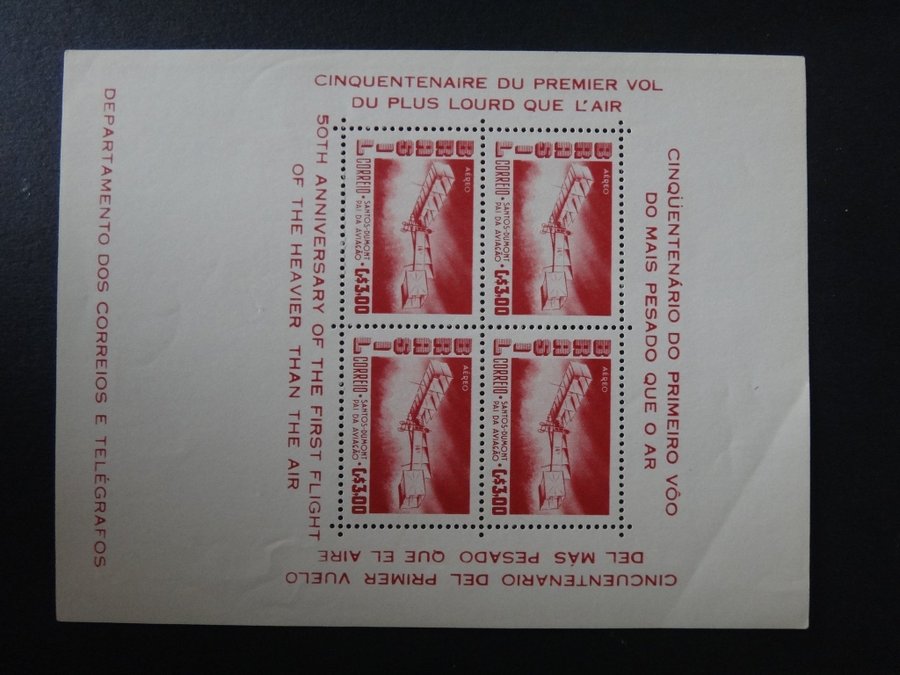 CINQUENTENAIRE DU PREMIER VOL
DU PLUS LOURD QUE L'AIR
CINQÜENTENÁRIO DO PRIMEIRO VÔO
DO MAIS PESADO QUE O AR
50TH ANNIVERSARY OF THE FIRST FLIGHT
OF THE HEAVIER THAN THE AIR
CINCUENTENARIO DEL PRIMER VUELO
DEL MÁS PESADO QUE EL AIRE
DEPARTAMENTO DOS CORREIOS E TELÉGRAFOS
BRASIL
AÉREO
CORREIO • SANTOS-DUMONT
PAI DA AVIAÇÃO • Cr$3,00
BRASIL
AÉREO
CORREIO • SANTOS-DUMONT
PAI DA AVIAÇÃO • Cr$3,00
BRASIL
AÉREO
CORREIO • SANTOS-DUMONT
PAI DA AVIAÇÃO • Cr$3,00
BRASIL
AÉREO
CORREIO • SANTOS-DUMONT
PAI DA AVIAÇÃO • Cr$3,00